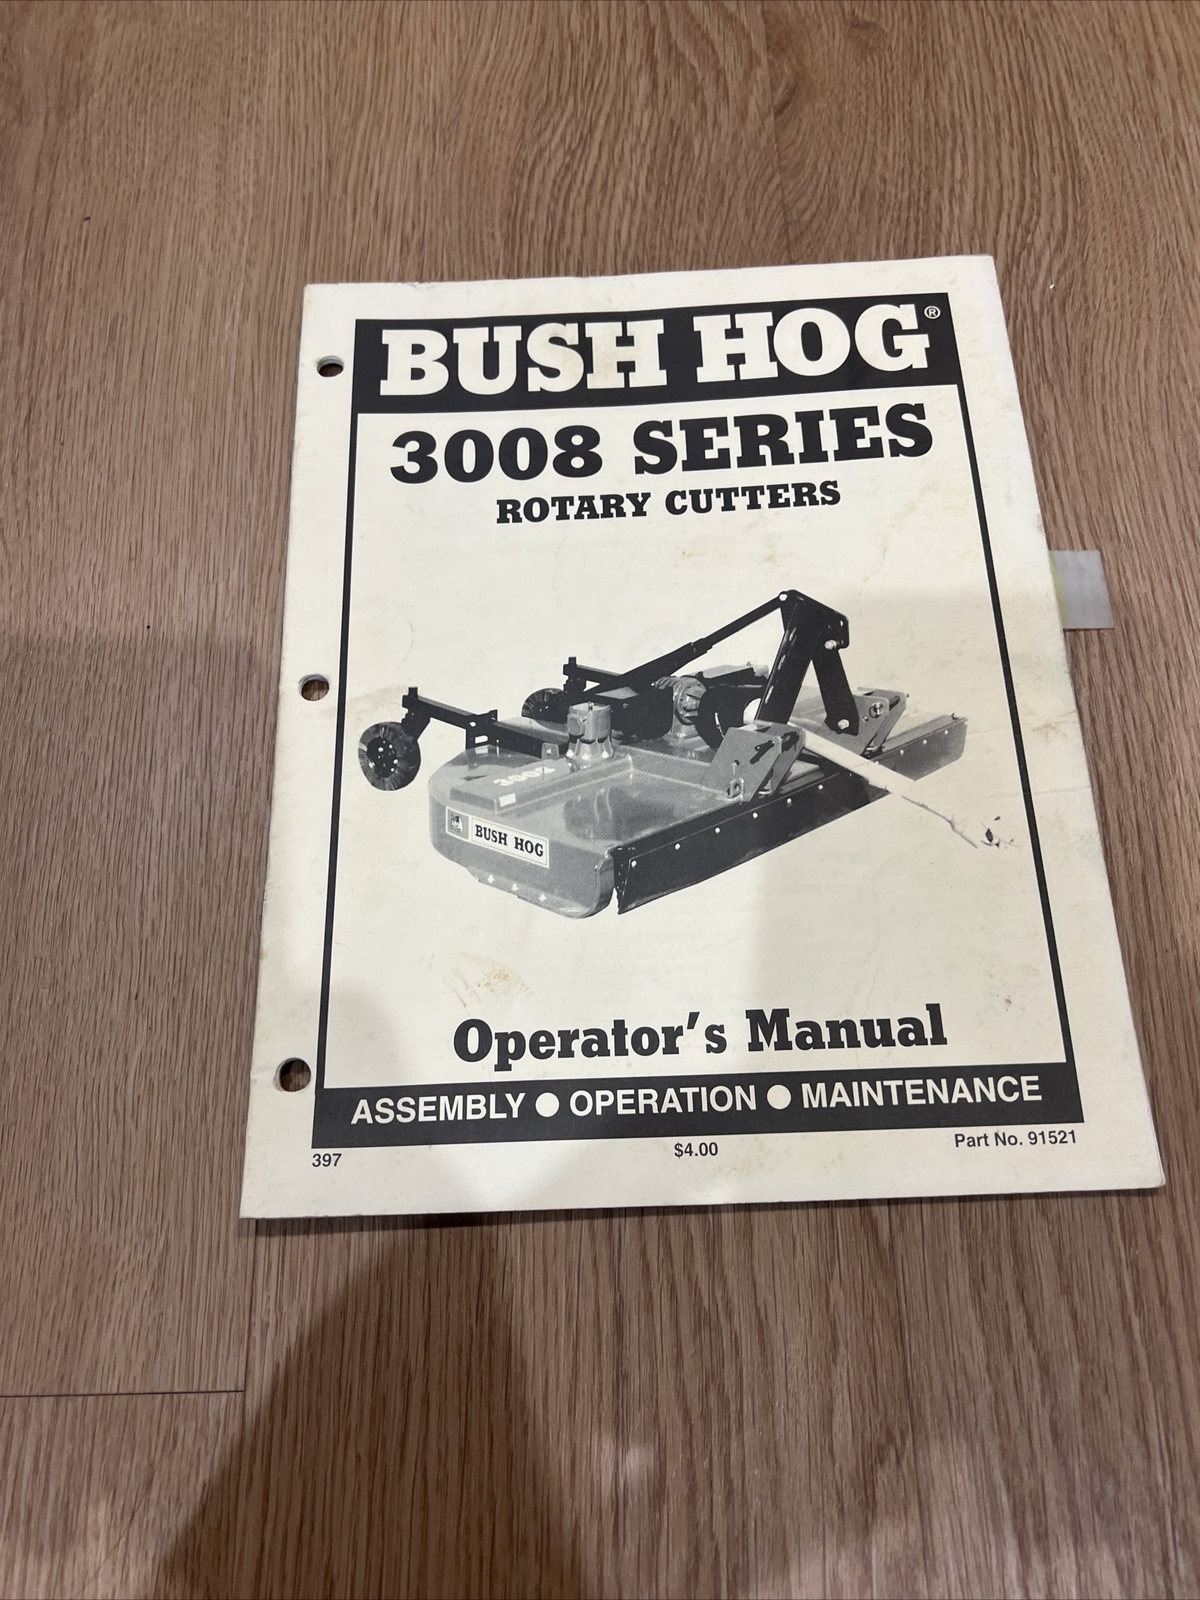 BUSH HOG®
3008 SERIES
ROTARY CUTTERS
3008
BUSH HOG
Operator's Manual
ASSEMBLY ● OPERATION ● MAINTENANCE
397
$4.00
Part No. 91521